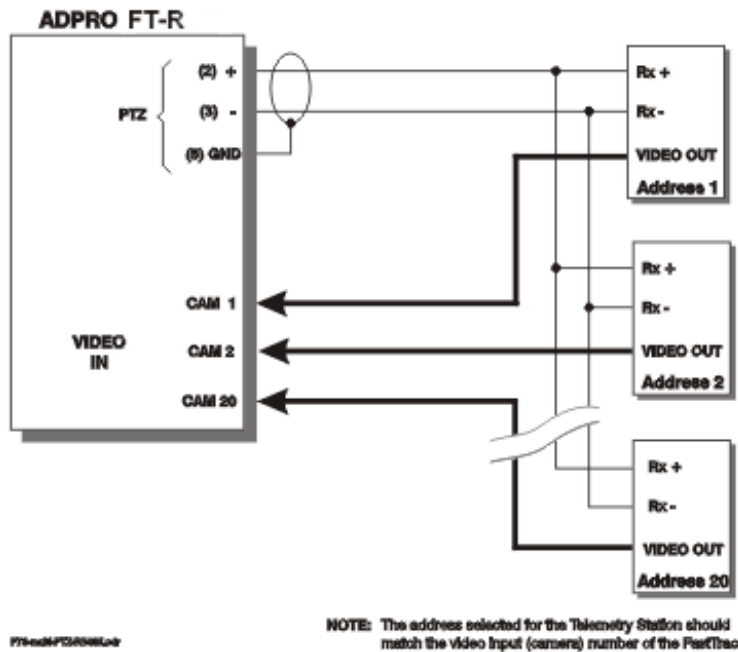 ADPRO FT-R
(2) +
PTZ
(3) -
(5) GND
CAM 1
VIDEO
IN
CAM 2
CAM 20
Rx +
Rx -
VIDEO OUT
Address 1
Rx +
Rx -
VIDEO OUT
Address 2
Rx +
Rx -
VIDEO OUT
Address 20
NOTE: The address selected for the Telemetry Station should
match the video input (camera) number of the FastTrac